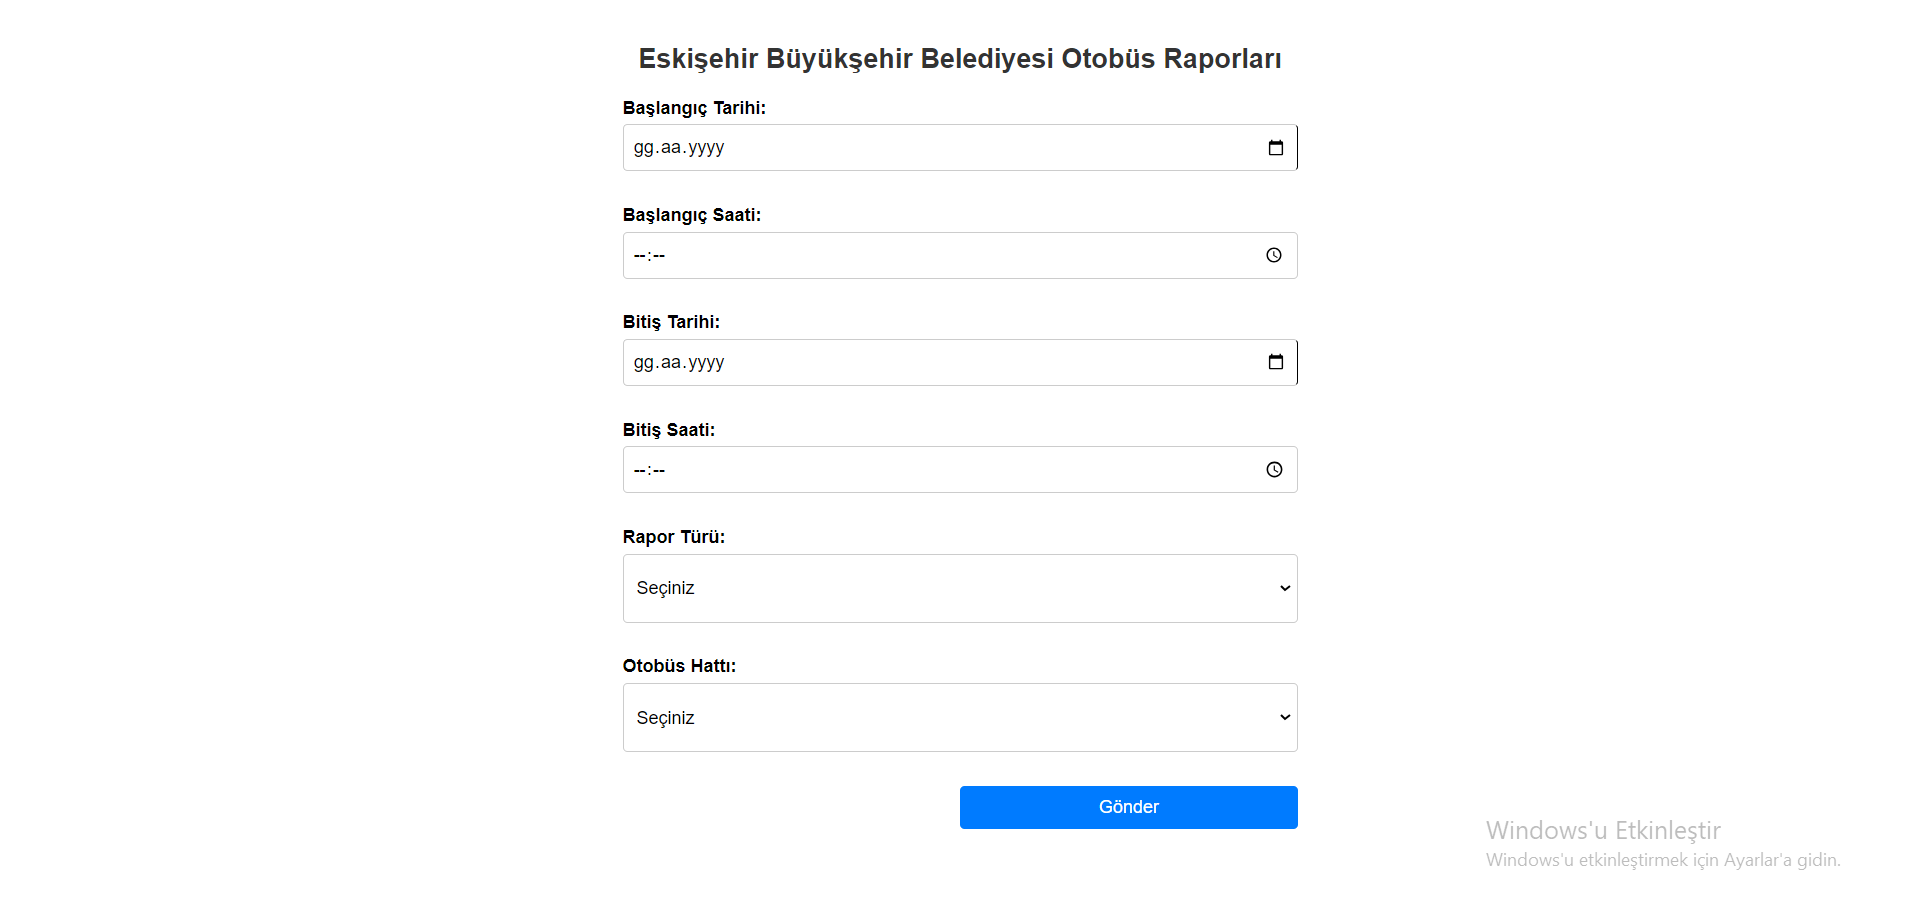 Eskişehir Büyükşehir Belediyesi Otobüs Raporları
Başlangıç Tarihi:
gg.aa.yyyy
Başlangıç Saati:
--:--
Bitiş Tarihi:
gg.aa.yyyy
Bitiş Saati:
--:--
Rapor Türü:
Seçiniz
Otobüs Hattı:
Seçiniz
Gönder
Windows'u Etkinleştir
Windows'u etkinleştirmek için Ayarlar'a gidin.